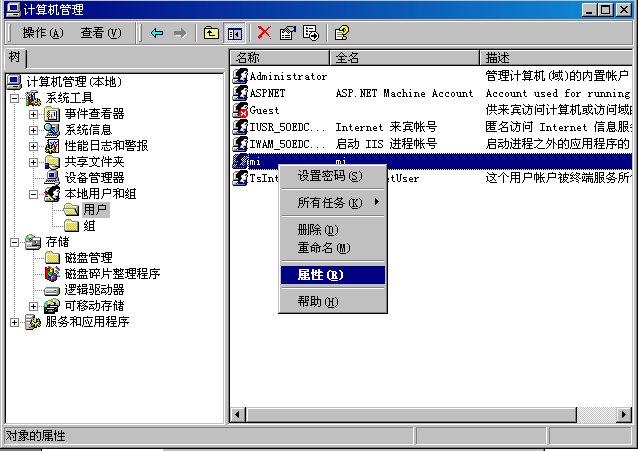 计算机管理
操作(A) 查看(V)
树
名称 全名 描述
计算机管理(本地)
系统工具
事件查看器
系统信息
性能日志和警报
共享文件夹
设备管理器
本地用户和组
用户
组
存储
磁盘管理
磁盘碎片整理程序
逻辑驱动器
可移动存储
服务和应用程序
Administrator 管理计算机(域)的内置帐户
ASPNET ASP.NET Machine Account Account used for running
Guest 供来宾访问计算机或访问域的
IUSR_50EDC... Internet 来宾帐号 匿名访问 Internet 信息服
IWAM_50EDC... 启动 IIS 进程帐号 启动进程之外的应用程序的
mi mi
TsInt etUser 这个用户帐户被终端服务所
设置密码(S)
所有任务(K)
删除(D)
重命名(M)
属性(R)
帮助(H)
对象的属性